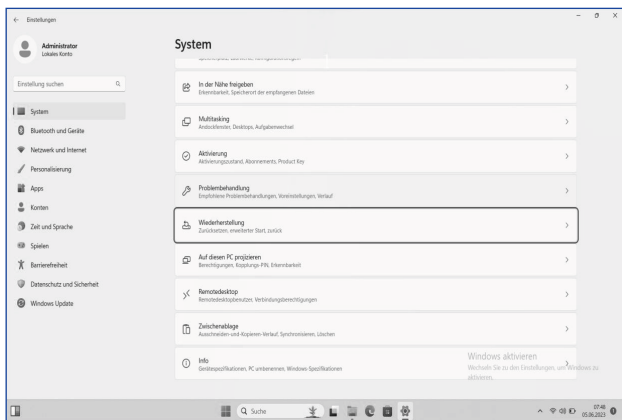 Einstellungen
Administrator
Lokales Konto
Einstellung suchen
System
Bluetooth und Geräte
Netzwerk und Internet
Personalisierung
Apps
Konten
Zeit und Sprache
Spielen
Barrierefreiheit
Datenschutz und Sicherheit
Windows Update
System
In der Nähe freigeben
Erkennbarkeit, Speicherort der empfangenen Dateien
Multitasking
Andockfenster, Desktops, Aufgabenwechsel
Aktivierung
Aktivierungszustand, Abonnements, Product Key
Problembehandlung
Empfohlene Problembehandlungen, Voreinstellungen, Verlauf
Wiederherstellung
Zurücksetzen, erweiterter Start, zurück
Auf diesen PC projizieren
Berechtigungen, Kopplungs-PIN, Erkennbarkeit
Remotedesktop
Remotedesktopbenutzer, Verbindungsberechtigungen
Zwischenablage
Ausschneiden-und-Kopieren-Verlauf, Synchronisieren, Löschen
Info
Gerätespezifikationen, PC umbenennen, Windows-Spezifikationen
Windows aktivieren
Wechseln Sie zu den Einstellungen, um Windows zu
aktivieren.
Suche
07:48
05.06.2023